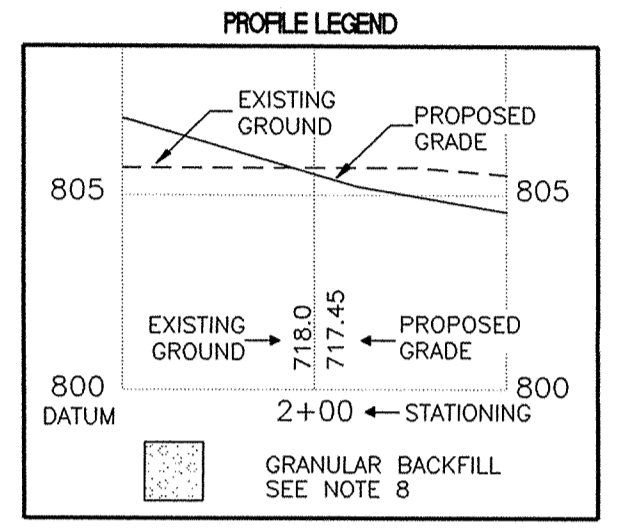 PROFILE LEGEND
EXISTING
GROUND
PROPOSED
GRADE
805
805
EXISTING
GROUND
718.0
717.45
PROPOSED
GRADE
800
800
DATUM
2+00
STATIONING
GRANULAR BACKFILL
SEE NOTE 8